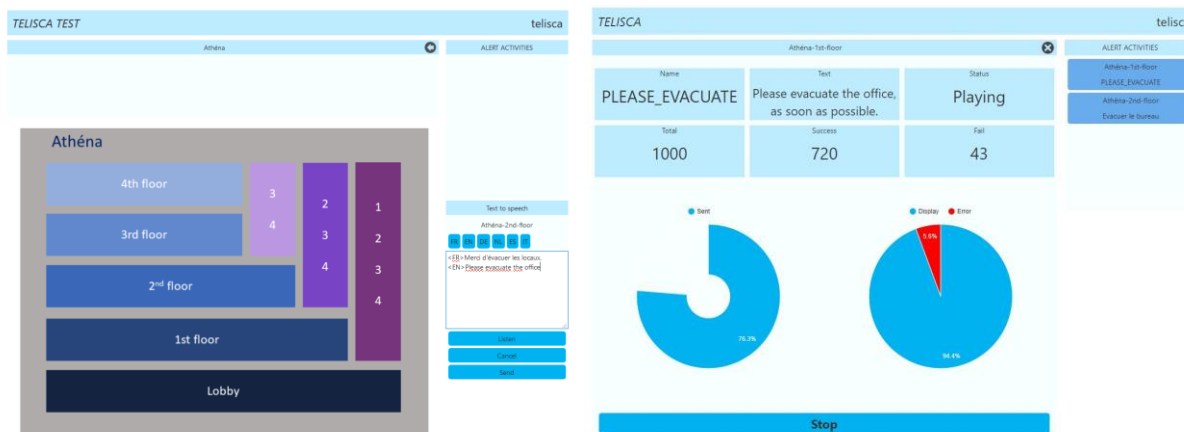 TELISCA TEST
telisca
Athéna
ALERT ACTIVITIES
Athéna
4th floor
3rd floor
2nd floor
1st floor
Lobby
3
4
2
3
4
1
2
3
4
Text to speech
Athéna-2nd-floor
FR EN DE NL ES IT
<FR>Merci d'évacuer les locaux.
<EN>Please evacuate the office
Listen
Cancel
Send
TELISCA
telisc
Athéna-1st-floor
ALERT ACTIVITIES
Athéna-1st-floor
PLEASE_EVACUATE
Athéna-2nd-floor
Evacuer le bureau
Name
PLEASE_EVACUATE
Text
Please evacuate the office,
as soon as possible.
Status
Playing
Total
1000
Success
720
Fail
43
Sent
76.3%
Display Error
5.6%
94.4%
Stop